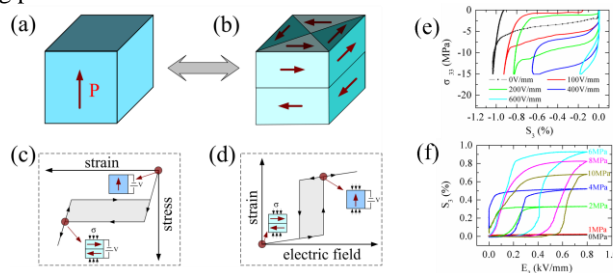 (a)
P
(b)
(c)
strain
stress
V
σ
V
(d)
strain
σ
V
V
electric field
(e)
σ33 (MPa)
0
-5
-10
-15
-20
0V/mm
100V/mm
200V/mm
400V/mm
600V/mm
-1.2 -1.0 -0.8 -0.6 -0.4 -0.2 0.0
S3 (%)
(f)
S3 (%)
1.0
0.8
0.6
0.4
0.2
0.0
6MPa
8MPa
10MPa
4MPa
2MPa
1MPa
0MPa
0.0 0.2 0.4 0.6 0.8 1
(kV/mm)